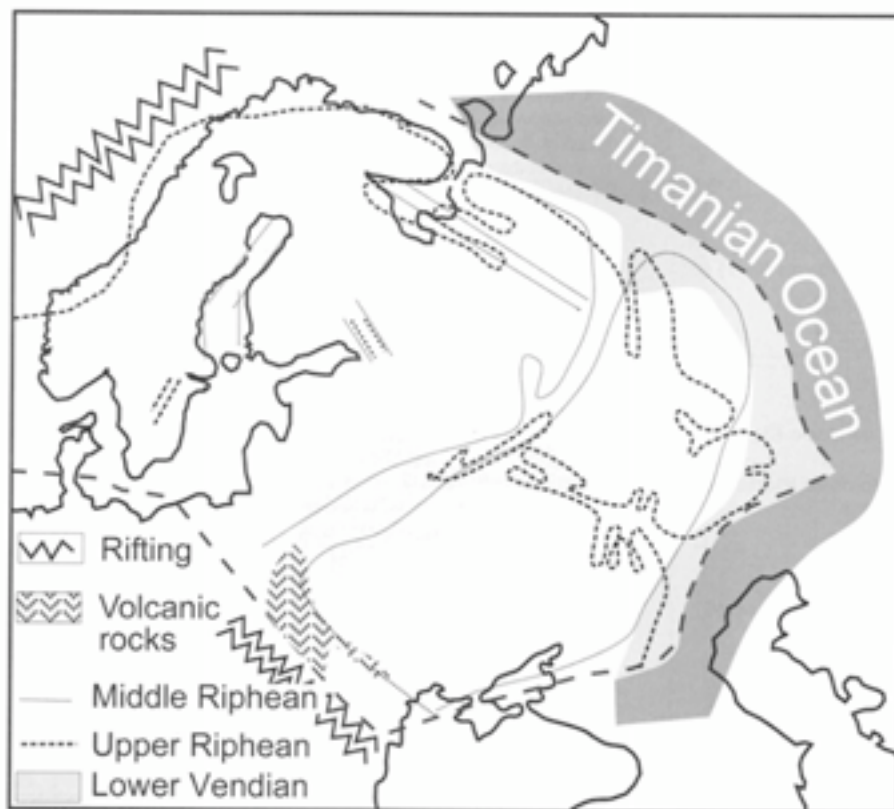 Timanian Ocean
Rifting
Volcanic
rocks
Middle Riphean
Upper Riphean
Lower Vendian